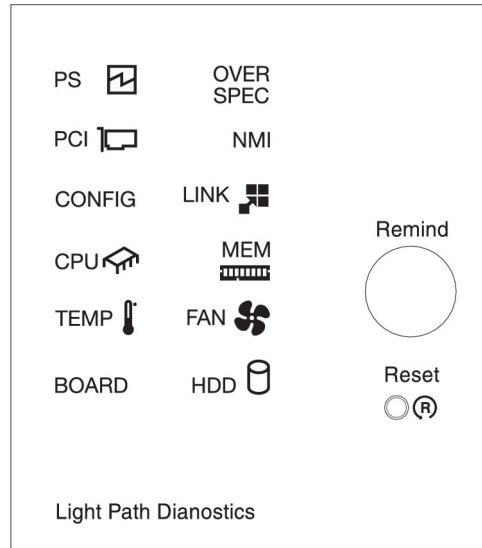 PS
OVER
SPEC
PCI
NMI
CONFIG
LINK
CPU
MEM
TEMP
FAN
BOARD
HDD
Remind
Reset
R
Light Path Dianostics